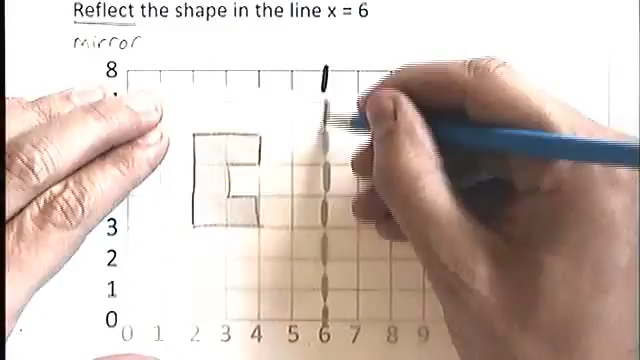 Reflect the shape in the line x = 6
mirror
8
3
2
1
0
0 1 2 3 4 5 6 7 8 9